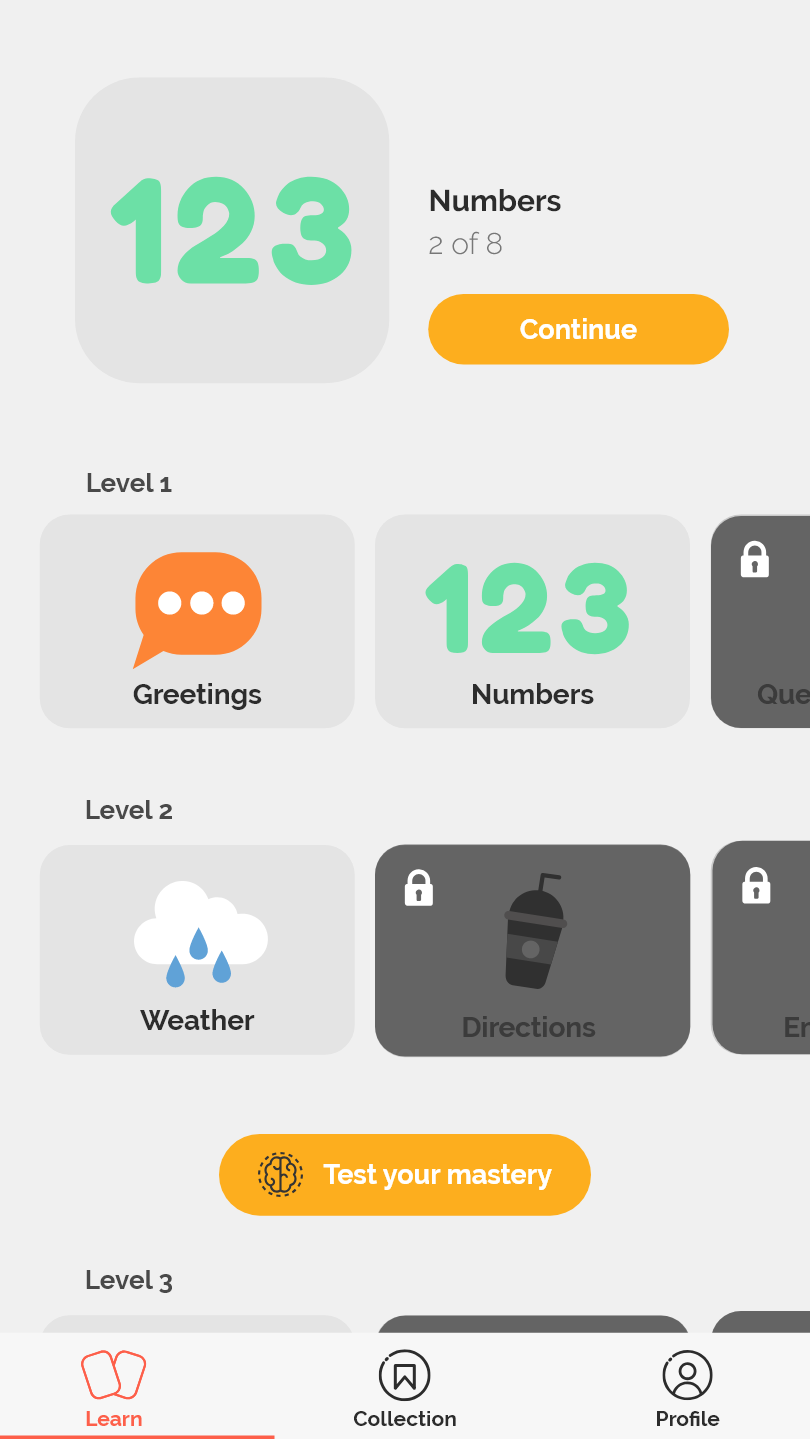 123
Numbers
2 of 8
Continue
Level 1
123
Greetings
Numbers
Que
Level 2
Weather
Directions
Test your mastery
Level 3
Learn
Collection
Profile